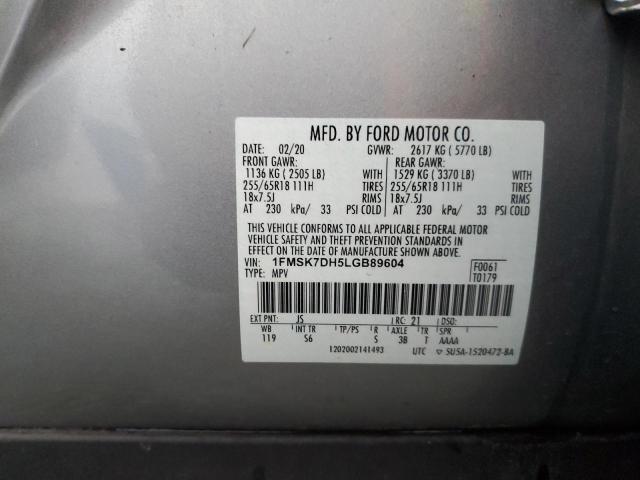 MFD. BY FORD MOTOR CO.
DATE: 02/20 GVWR: 2617 KG ( 5770 LB)
FRONT GAWR: REAR GAWR:
1136 KG ( 2505 LB) WITH 1529 KG ( 3370 LB) WITH
255/65R18 111H TIRES 255/65R18 111H TIRES
18x7.5J RIMS 18x7.5J RIMS
AT 230 kPa/ 33 PSI COLD AT 230 kPa/ 33 PSI COLD
THIS VEHICLE CONFORMS TO ALL APPLICABLE FEDERAL MOTOR
VEHICLE SAFETY AND THEFT PREVENTION STANDARDS IN
EFFECT ON THE DATE OF MANUFACTURE SHOWN ABOVE.
VIN: 1FMSK7DH5LGB89604 F0061
TYPE: MPV T0179
EXT PNT: JS RC: 21 DSO:
WB INT TR TP/PS R AXLE TR SPR
119 S6 S 3B T AAAA
1202002141493 UTC ▽ SU5A-1520472-BA